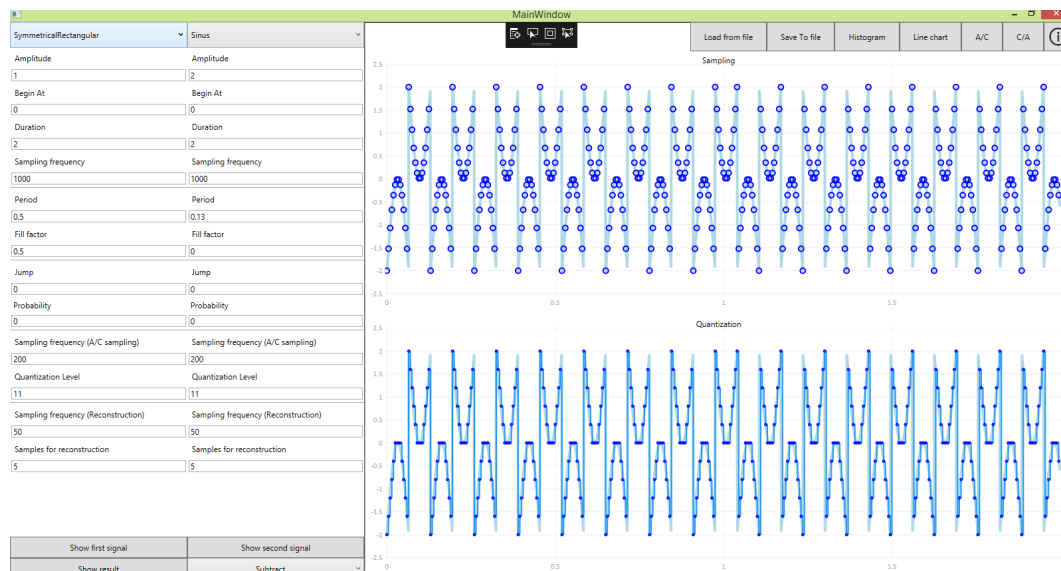 MainWindow
SymmetricalRectangular Sinus
Load from file Save To file Histogram Line chart A/C C/A
Amplitude Amplitude
1 2
Begin At Begin At
0 0
Duration Duration
2 2
Sampling frequency Sampling frequency
1000 1000
Period Period
0.5 0.13
Fill factor Fill factor
0.5 0
Jump Jump
0 0
Probability Probability
0 0
Sampling frequency (A/C sampling) Sampling frequency (A/C sampling)
200 200
Quantization Level Quantization Level
11 11
Sampling frequency (Reconstruction) Sampling frequency (Reconstruction)
50 50
Samples for reconstruction Samples for reconstruction
5 5
Show first signal Show second signal
Show result Subtract
Sampling
2.5
2
1.5
1
0.5
0
-0.5
-1
-1.5
-2
-2.5
0 0.5 1 1.5
Quantization
2.5
2
1.5
1
0.5
0
-0.5
-1
-1.5
-2
-2.5
0 0.5 1 1.5